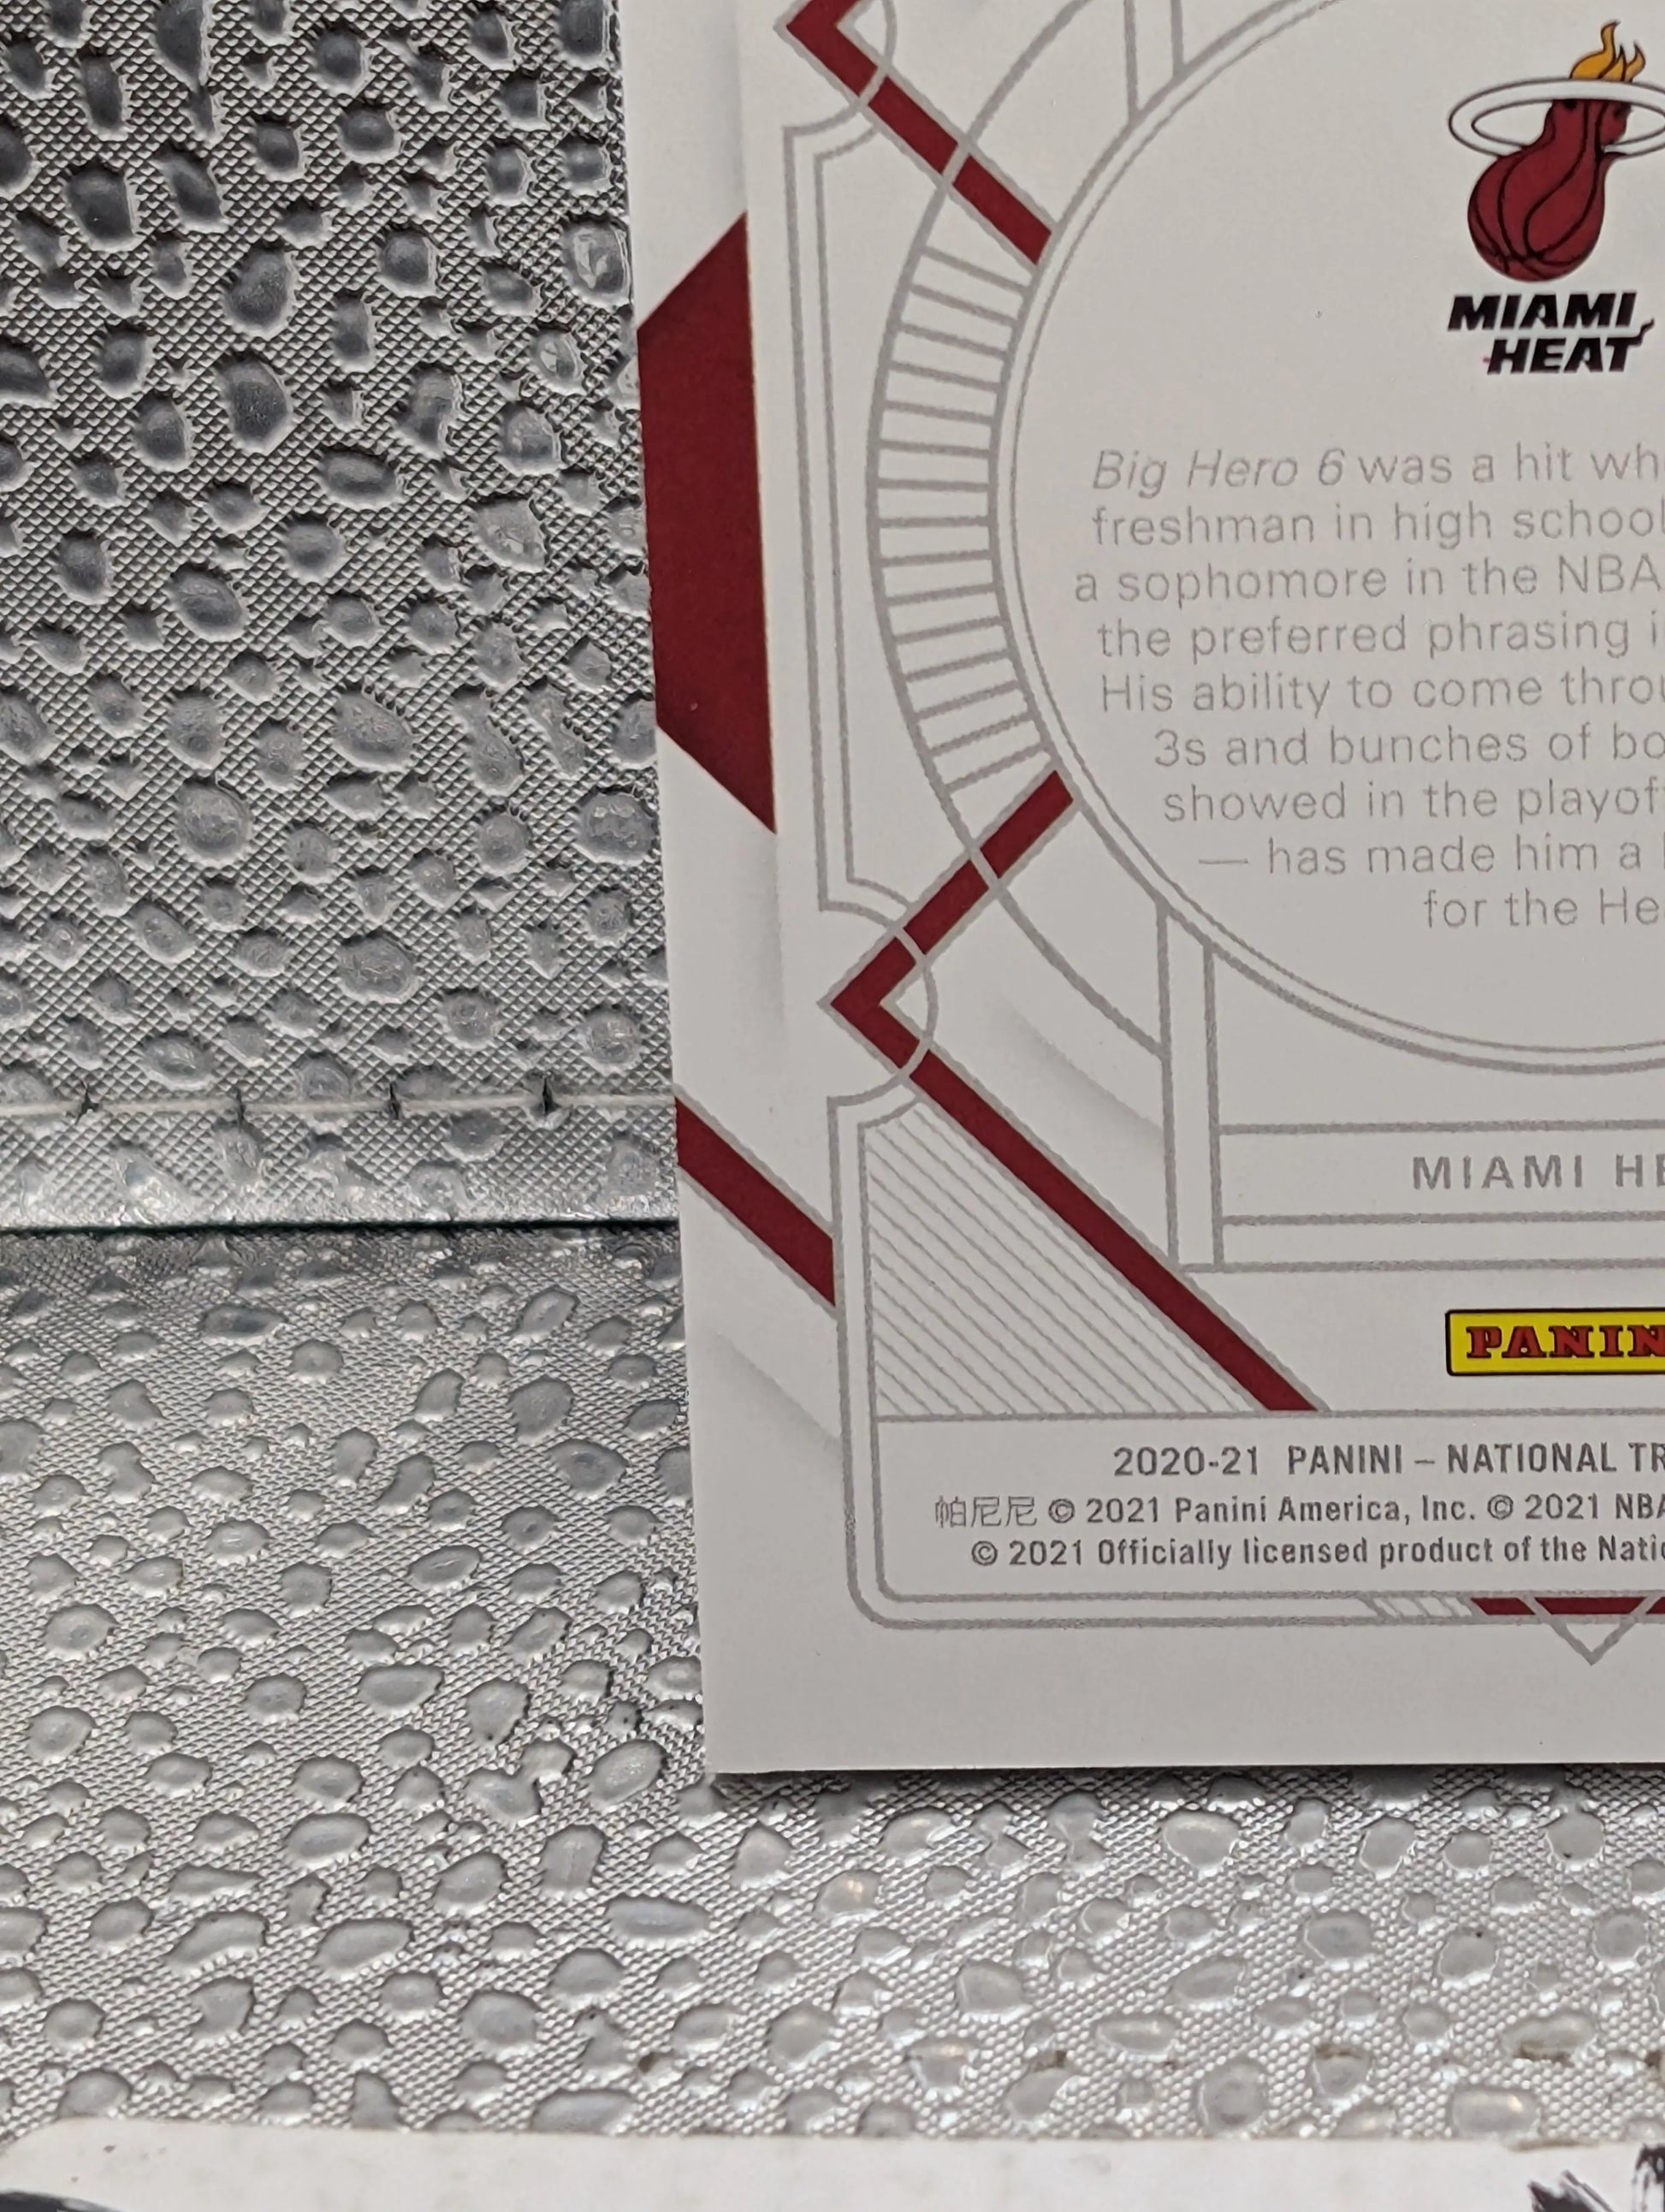 MIAMI
HEAT
Big Hero 6 was a hit wh
freshman in high school
a sophomore in the NBA
the preferred phrasing i
His ability to come throu
3s and bunches of bo
showed in the playof
— has made him a
for the He
MIAMI HE
PANIN
2020-21 PANINI – NATIONAL TR
帕尼尼 © 2021 Panini America, Inc. © 2021 NBA
© 2021 Officially licensed product of the Natio